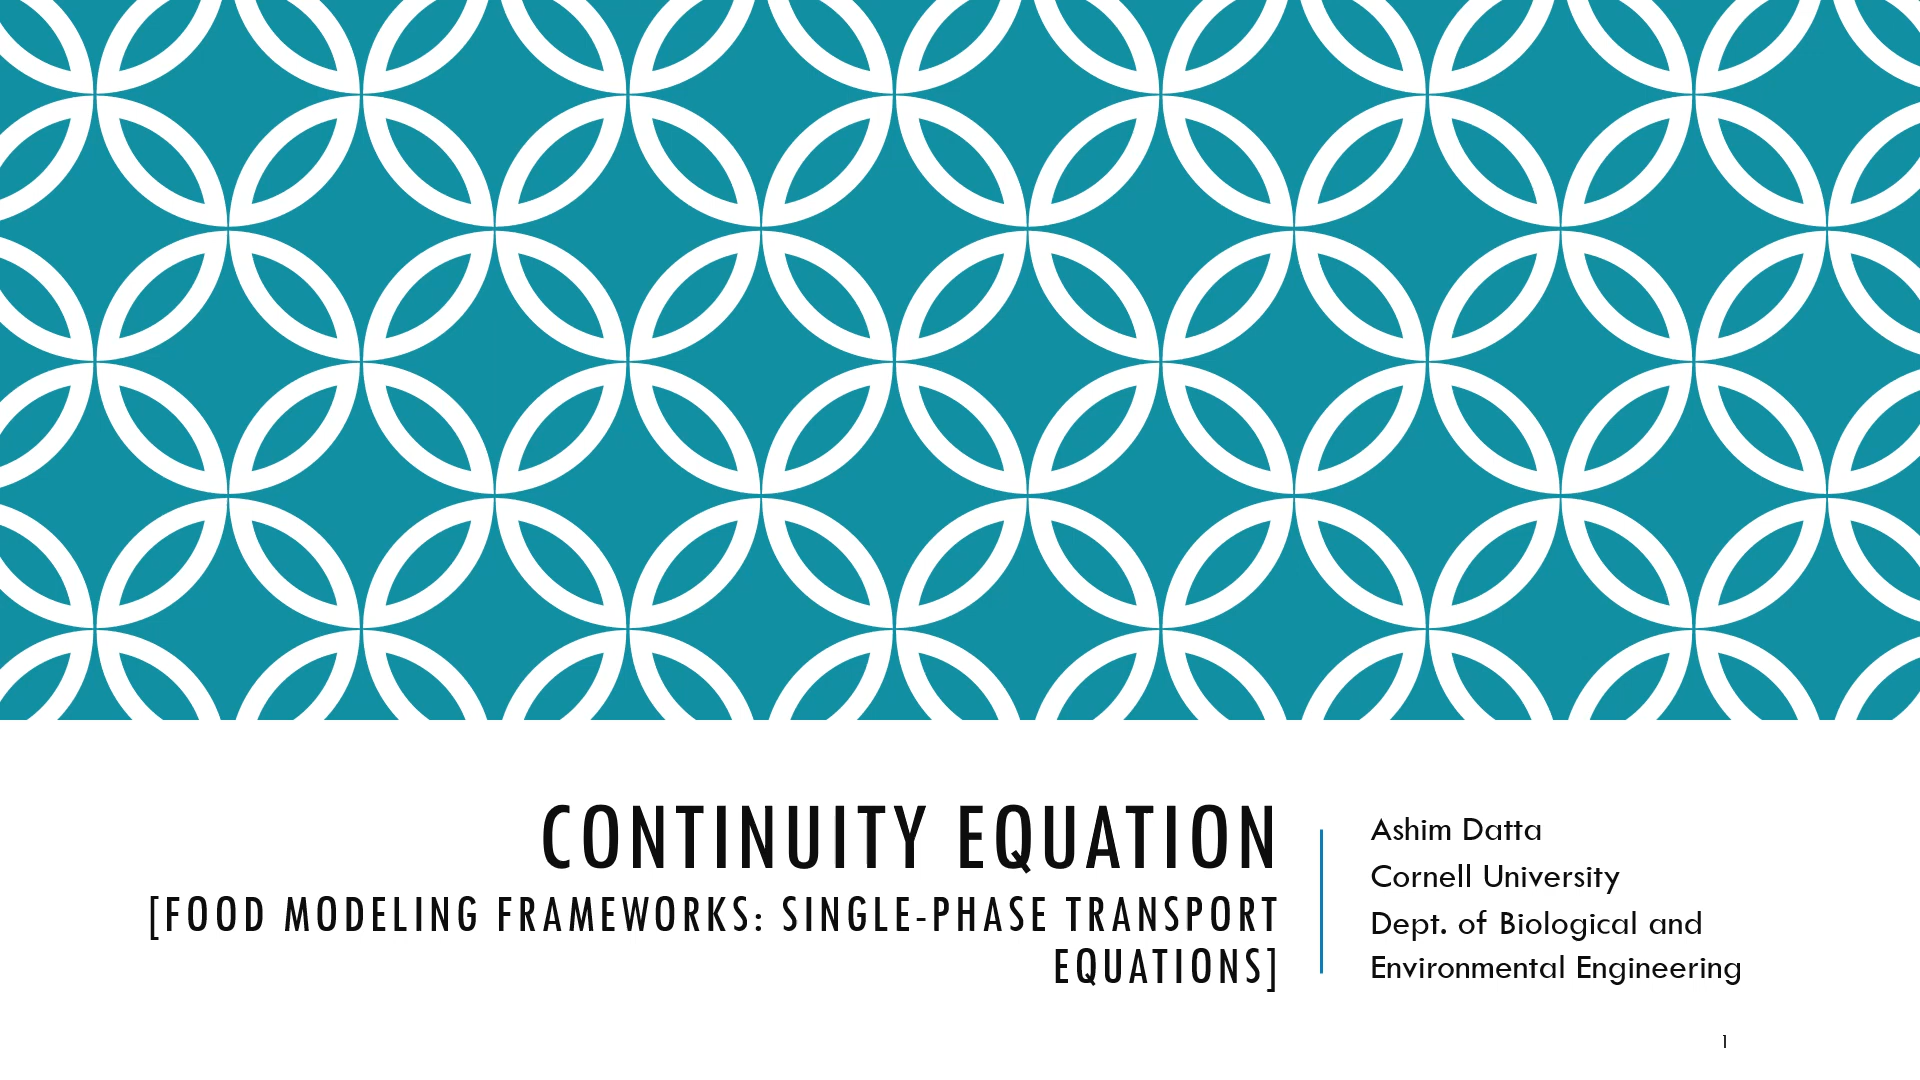 CONTINUITY EQUATION
[FOOD MODELING FRAMEWORKS: SINGLE-PHASE TRANSPORT
EQUATIONS]
Ashim Datta
Cornell University
Dept. of Biological and
Environmental Engineering
1